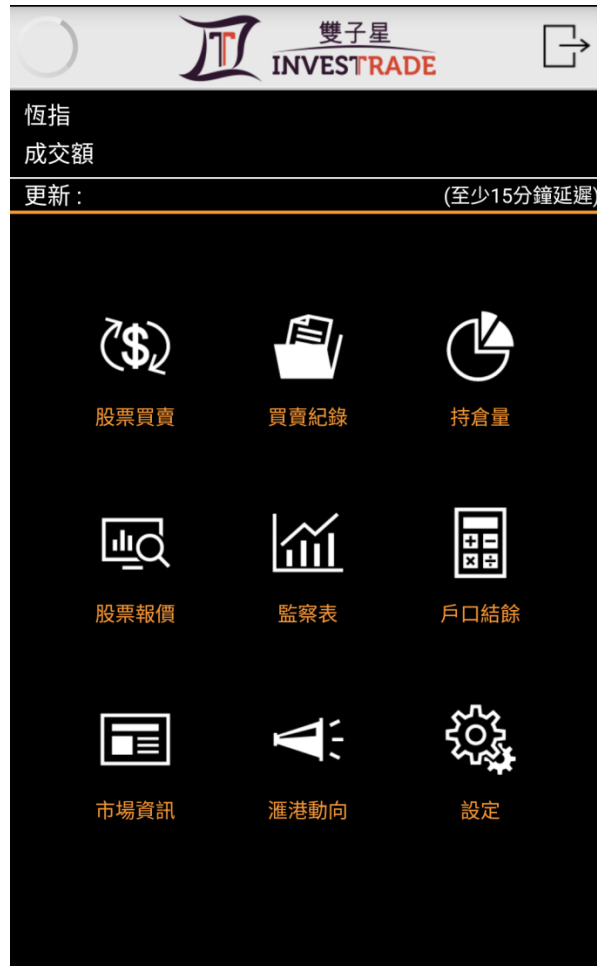 雙子星
INVESTRADE
恆指
成交額
更新 : (至少15分鐘延遲)
股票買賣 買賣紀錄 持倉量
股票報價 監察表 戶口結餘
市場資訊 滙港動向 設定